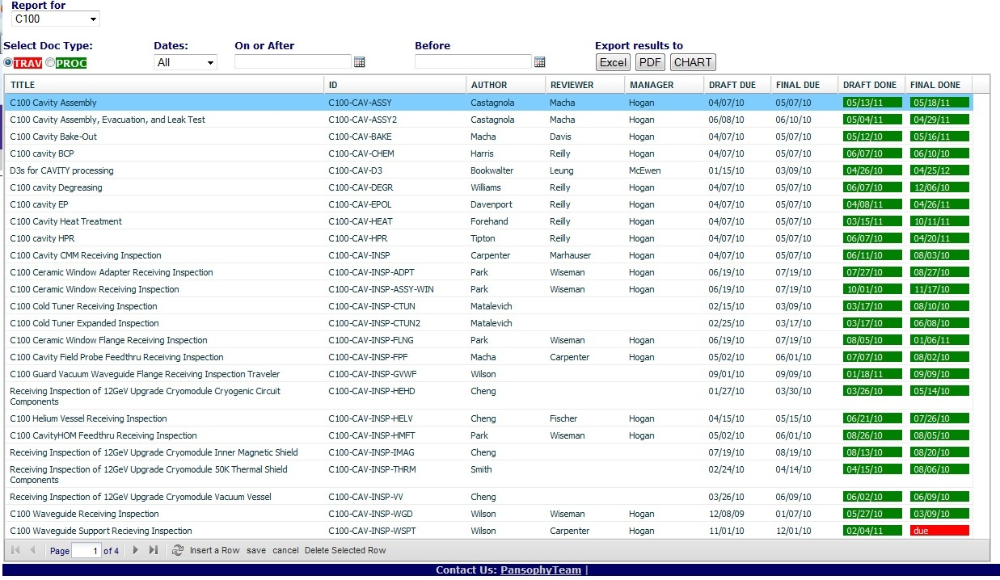 Report for
C100
Select Doc Type: Dates: On or After Before Export results to
TRAV PROC All Excel PDF CHART
TITLE ID AUTHOR REVIEWER MANAGER DRAFT DUE FINAL DUE DRAFT DONE FINAL DONE
C100 Cavity Assembly C100-CAV-ASSY Castagnola Macha Hogan 04/07/10 05/07/10 05/13/11 05/18/11
C100 Cavity Assembly, Evacuation, and Leak Test C100-CAV-ASSY2 Castagnola Macha Hogan 06/08/10 06/10/10 05/04/11 04/29/11
C100 Cavity Bake-Out C100-CAV-BAKE Macha Davis Hogan 04/07/10 05/07/10 05/12/10 05/16/11
C100 cavity BCP C100-CAV-CHEM Harris Reilly Hogan 04/07/10 05/07/10 06/07/10 06/10/10
D3s for CAVITY processing C100-CAV-D3 Bookwalter Leung McEwen 01/15/10 03/09/10 04/26/10 04/25/12
C100 cavity Degreasing C100-CAV-DEGR Williams Reilly Hogan 04/07/10 05/07/10 06/07/10 12/06/10
C100 cavity EP C100-CAV-EPOL Davenport Reilly Hogan 04/07/10 05/07/10 04/08/11 04/26/11
C100 Cavity Heat Treatment C100-CAV-HEAT Forehand Reilly Hogan 04/07/10 05/07/10 03/15/11 10/11/11
C100 cavity HPR C100-CAV-HPR Tipton Reilly Hogan 04/07/10 05/07/10 06/07/10 04/20/11
C100 Cavity CMM Receiving Inspection C100-CAV-INSP Carpenter Marhauser Hogan 04/07/10 05/07/10 06/11/10 08/03/10
C100 Ceramic Window Adapter Receiving Inspection C100-CAV-INSP-ADPT Park Wiseman Hogan 06/19/10 07/19/10 07/27/10 08/27/10
C100 Ceramic Window Receiving Inspection C100-CAV-INSP-ASSY-WIN Park Wiseman Hogan 06/19/10 07/19/10 10/01/10 11/17/10
C100 Cold Tuner Receiving Inspection C100-CAV-INSP-CTUN Matalevich 02/15/10 03/09/10 03/17/10 08/10/10
C100 Cold Tuner Expanded Inspection C100-CAV-INSP-CTUN2 Matalevich 02/25/10 03/17/10 03/17/10 06/08/10
C100 Ceramic Window Flange Receiving Inspection C100-CAV-INSP-FLNG Park Wiseman Hogan 06/19/10 07/19/10 08/05/10 01/06/11
C100 Cavity Field Probe Feedthru Receiving Inspection C100-CAV-INSP-FPF Macha Carpenter Hogan 05/02/10 06/01/10 07/07/10 08/02/10
C100 Guard Vacuum Waveguide Flange Receiving Inspection Traveler C100-CAV-INSP-GVWF Wilson 09/01/10 09/09/10 01/18/11 09/09/10
Receiving Inspection of 12GeV Upgrade Cryomodule Cryogenic Circuit C100-CAV-INSP-HEHD Cheng 01/27/10 03/30/10 03/26/10 05/14/10
Components
C100 Helium Vessel Receiving Inspection C100-CAV-INSP-HELV Cheng Fischer Hogan 04/15/10 05/15/10 06/21/10 07/26/10
C100 CavityHOM Feedthru Receiving Inspection C100-CAV-INSP-HMFT Park Wiseman Hogan 05/02/10 06/01/10 08/26/10 08/05/10
Receiving Inspection of 12GeV Upgrade Cryomodule Inner Magnetic Shield C100-CAV-INSP-IMAG Cheng 07/19/10 08/19/10 08/13/10 08/20/10
Receiving Inspection of 12GeV Upgrade Cryomodule 50K Thermal Shield C100-CAV-INSP-THRM Smith 02/24/10 04/14/10 04/15/10 08/06/10
Components
Receiving Inspection of 12GeV Upgrade Cryomodule Vacuum Vessel C100-CAV-INSP-VV Cheng 03/26/10 06/09/10 06/02/10 06/09/10
C100 Waveguide Receiving Inspection C100-CAV-INSP-WGD Wilson Wiseman Hogan 12/08/09 01/07/10 05/27/10 03/09/10
C100 Waveguide Support Recieving Inspection C100-CAV-INSP-WSPT Wilson Carpenter Hogan 11/01/10 12/01/10 02/04/11 due
Page 1 of 4 Insert a Row save cancel Delete Selected Row
Contact Us: PansophyTeam |